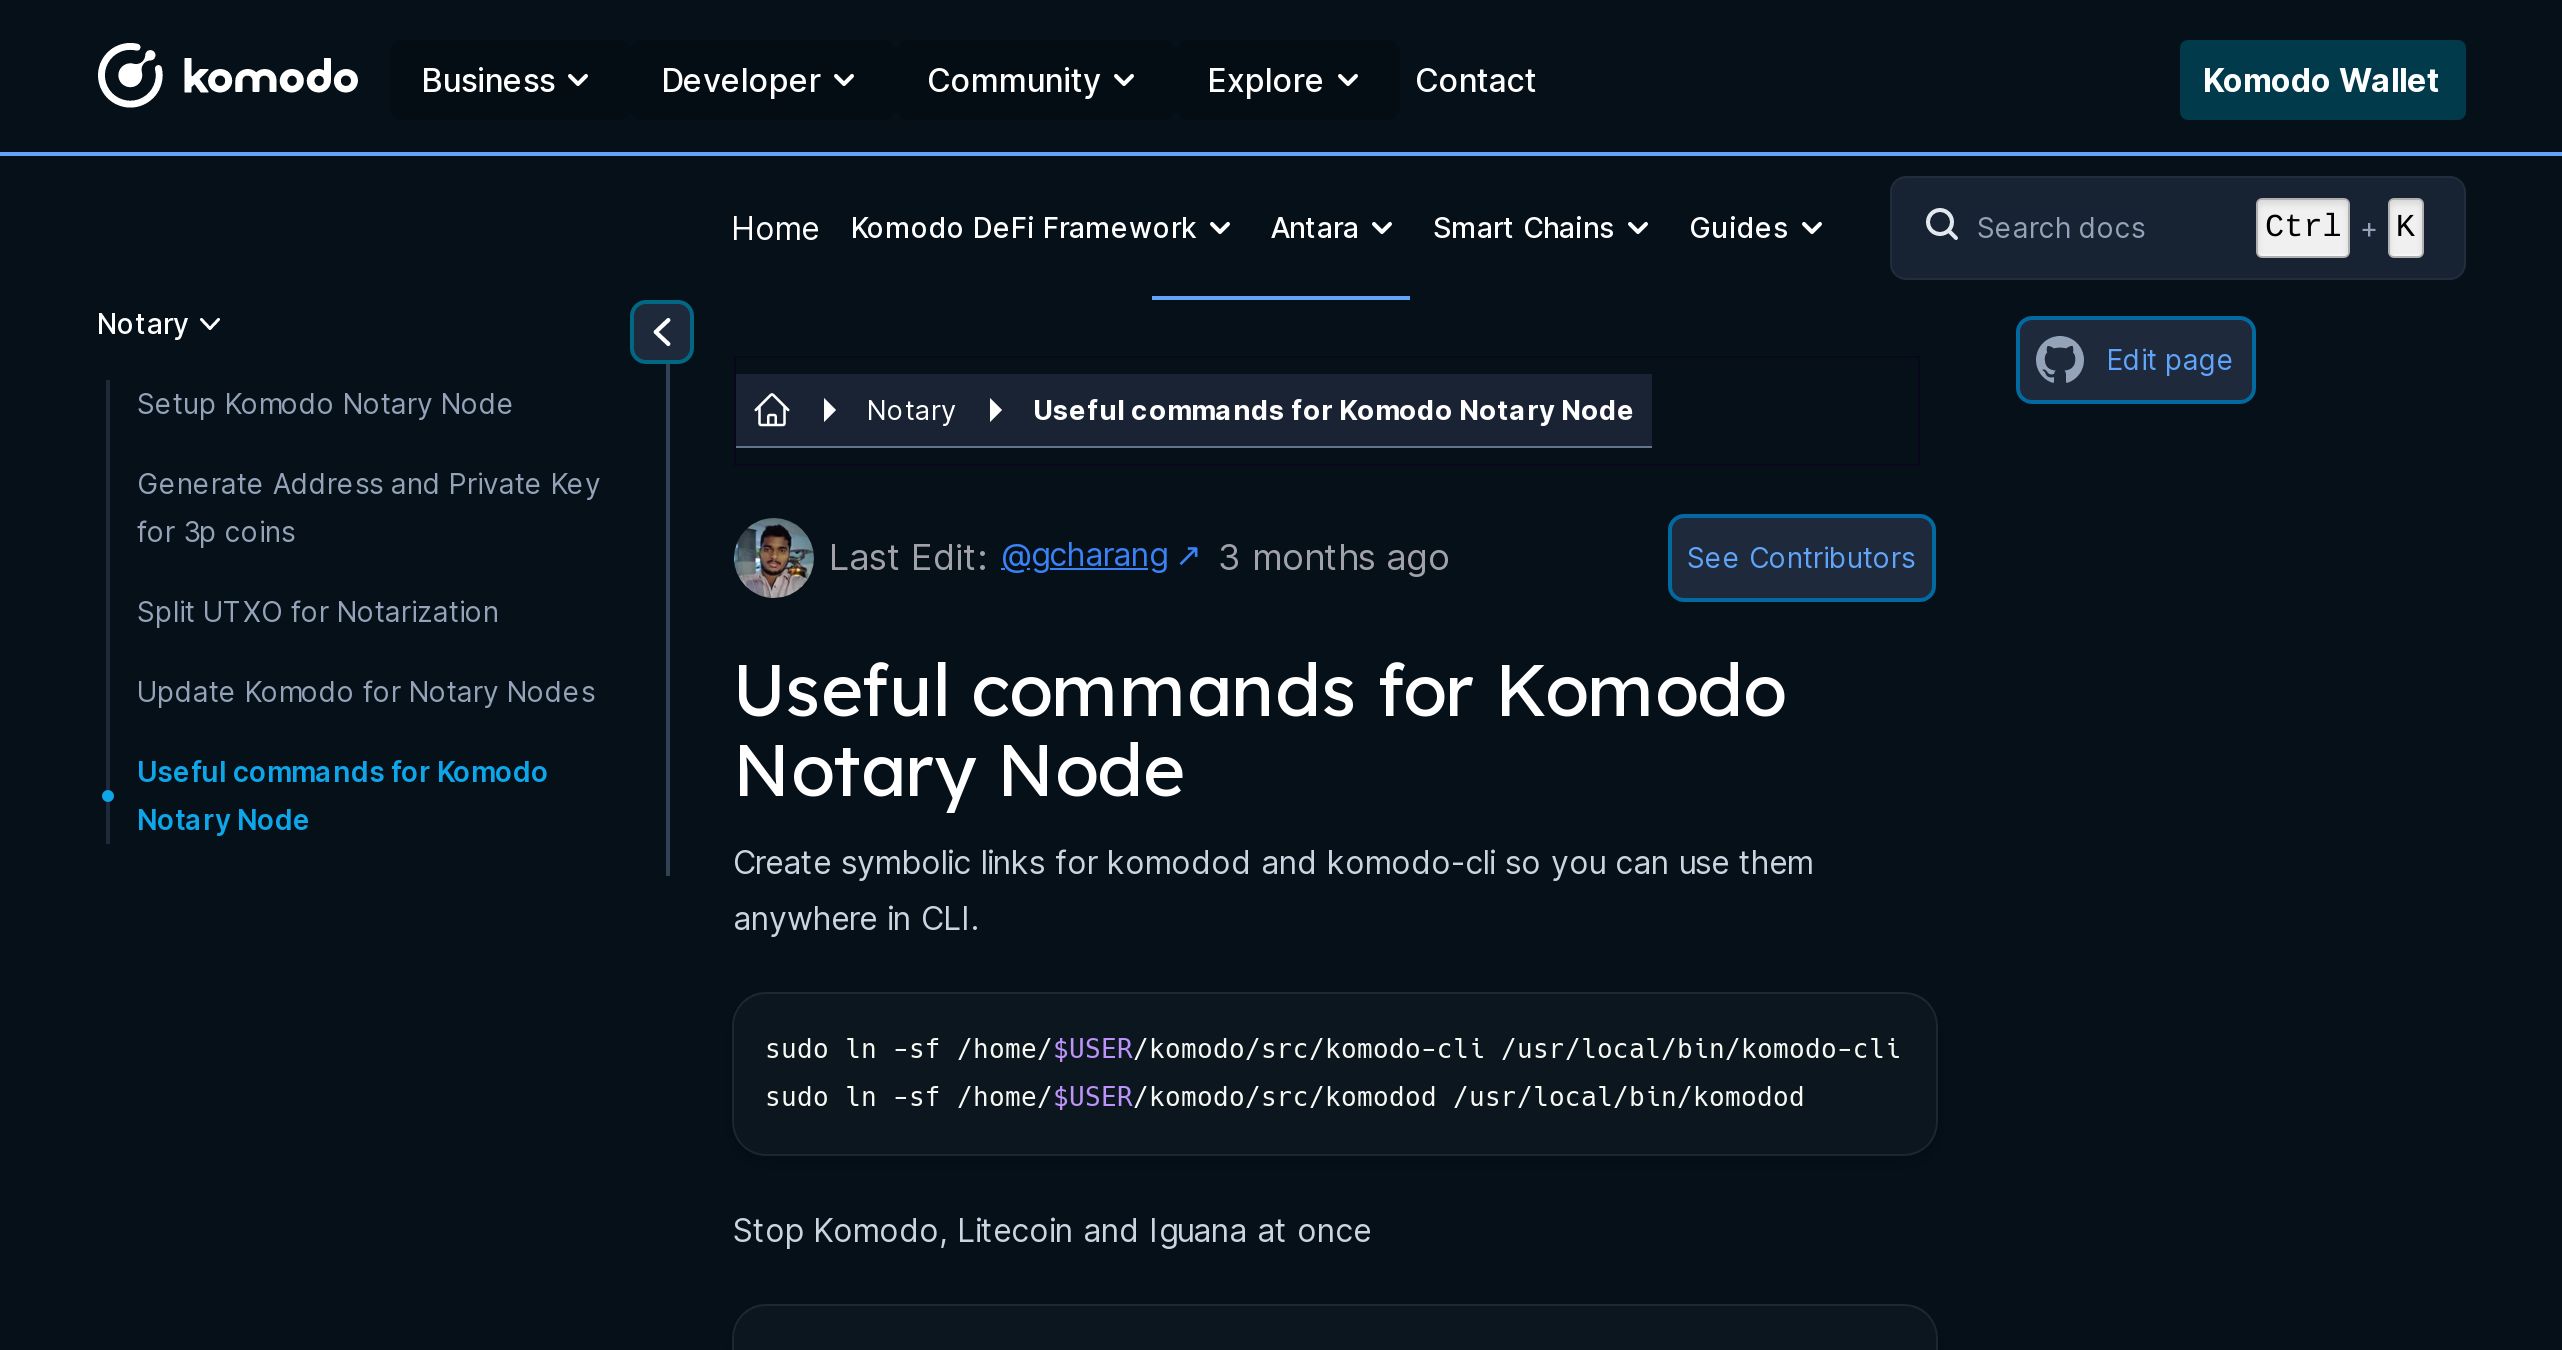 komodo Business Developer Community Explore Contact Komodo Wallet
Home Komodo DeFi Framework Antara Smart Chains Guides Search docs Ctrl + K
Notary
Setup Komodo Notary Node
Generate Address and Private Key
for 3p coins
Split UTXO for Notarization
Update Komodo for Notary Nodes
Useful commands for Komodo
Notary Node
Edit page
Notary Useful commands for Komodo Notary Node
Last Edit: @gcharang ↗ 3 months ago
See Contributors
Useful commands for Komodo
Notary Node
Create symbolic links for komodod and komodo-cli so you can use them
anywhere in CLI.
sudo ln -sf /home/$USER/komodo/src/komodo-cli /usr/local/bin/komodo-cli
sudo ln -sf /home/$USER/komodo/src/komodod /usr/local/bin/komodod
Stop Komodo, Litecoin and Iguana at once